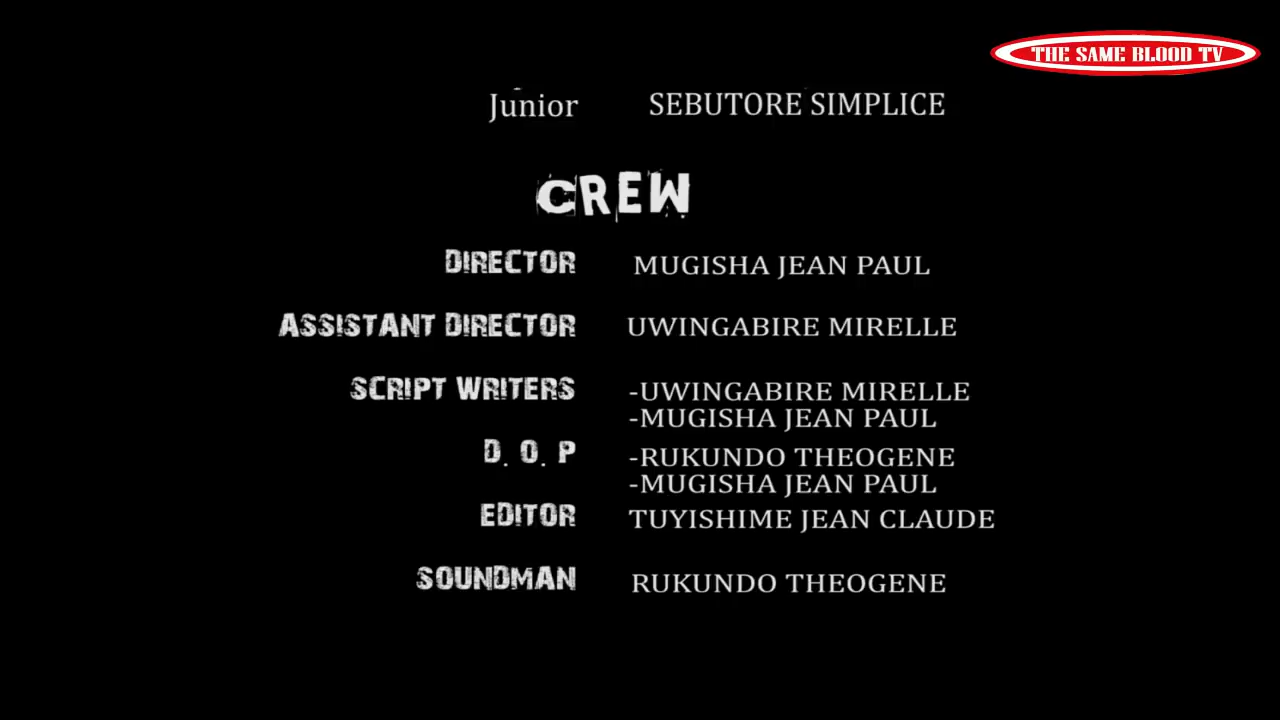 THE SAME BLOOD TV
Junior SEBUTORE SIMPLICE
CREW
DIRECTOR MUGISHA JEAN PAUL
ASSISTANT DIRECTOR UWINGABIRE MIRELLE
SCRIPT WRITERS -UWINGABIRE MIRELLE
-MUGISHA JEAN PAUL
D. O. P -RUKUNDO THEOGENE
-MUGISHA JEAN PAUL
EDITOR TUYISHIME JEAN CLAUDE
SOUNDMAN RUKUNDO THEOGENE